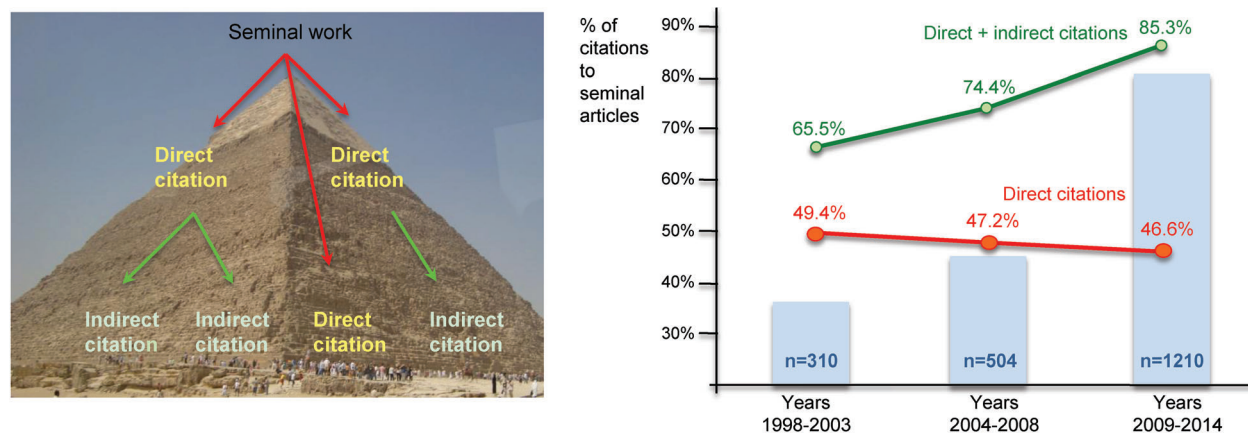 Seminal work
Direct
citation
Direct
citation
Indirect
citation
Indirect
citation
Direct
citation
Indirect
citation
% of
citations
to
seminal
articles
90%
80%
70%
60%
50%
40%
30%
Direct + indirect citations
65.5%
74.4%
85.3%
Direct citations
49.4%
47.2%
46.6%
n=310
n=504
n=1210
Years
1998-2003
Years
2004-2008
Years
2009-2014